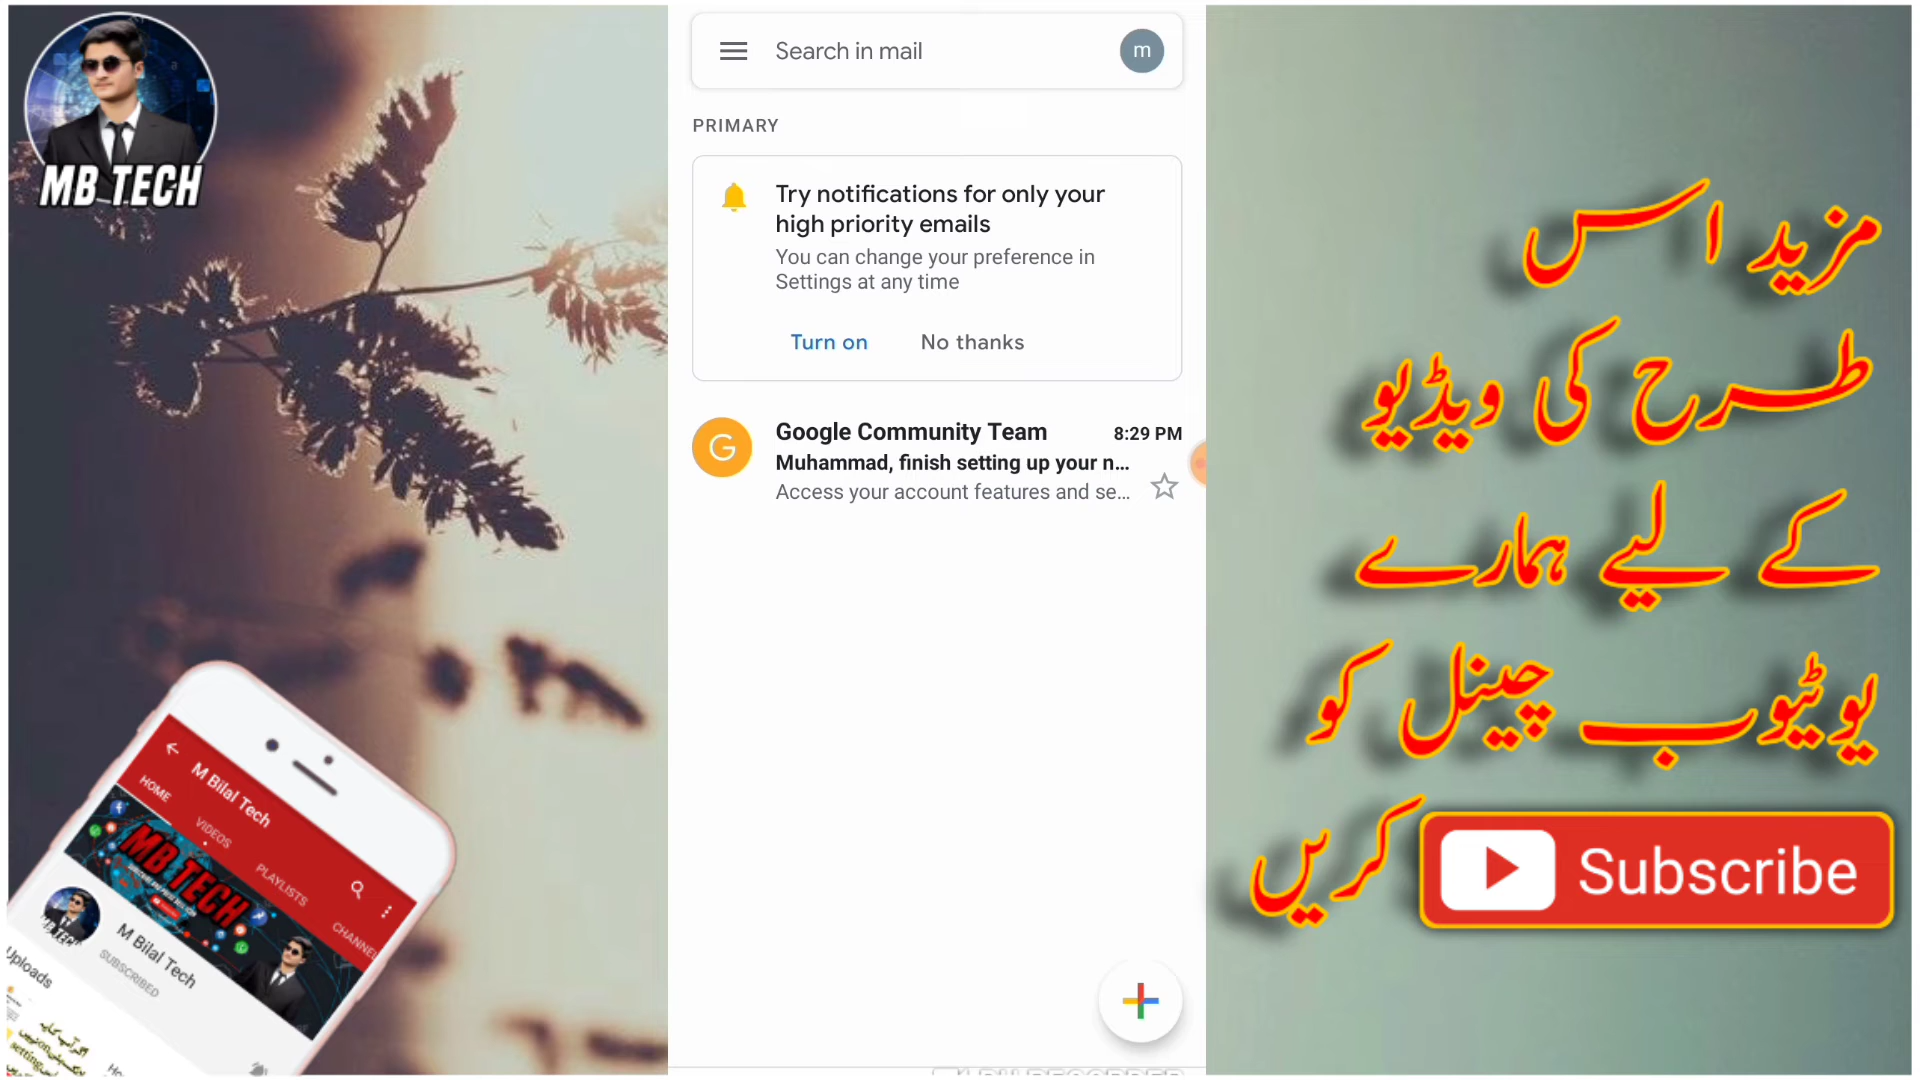 MB TECH
Search in mail
m
PRIMARY
Try notifications for only your
high priority emails
You can change your preference in
Settings at any time
Turn on No thanks
G
Google Community Team 8:29 PM
Muhammad, finish setting up your n...
Access your account features and se...
مزید اس
طرح کی ویڈیو
کے لیے ہمارے
یوٹیوب چینل کو
کریں Subscribe
M Bilal Tech
HOME VIDEOS PLAYLISTS CHANNEL
MB TECH
M Bilal Tech
SUBSCRIBED
Uploads